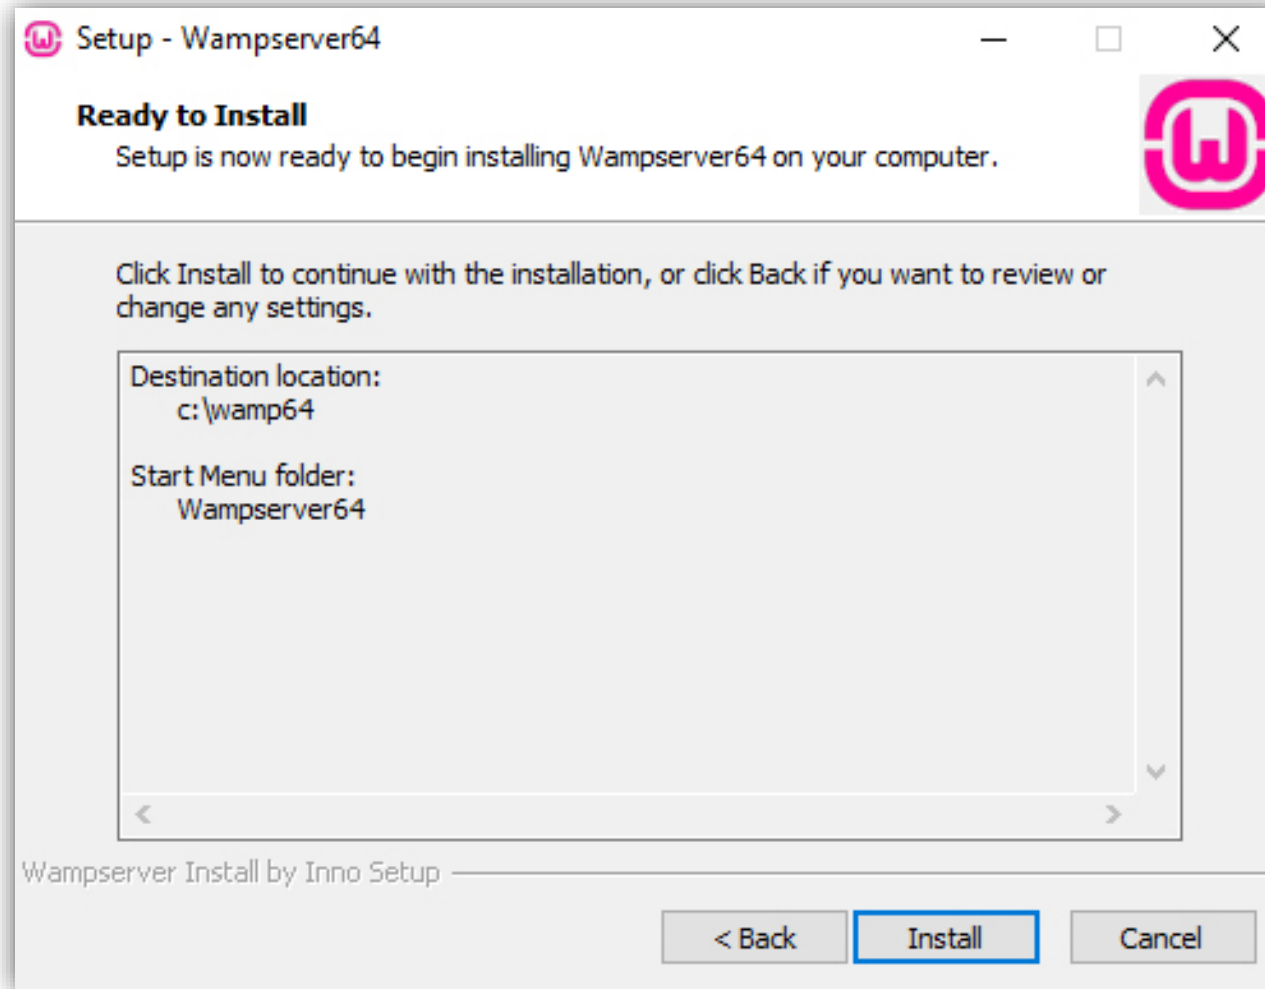 Setup - Wampserver64
Ready to Install
Setup is now ready to begin installing Wampserver64 on your computer.
Click Install to continue with the installation, or click Back if you want to review or
change any settings.
Destination location:
c:\wamp64
Start Menu folder:
Wampserver64
Wampserver Install by Inno Setup
< Back
Install
Cancel